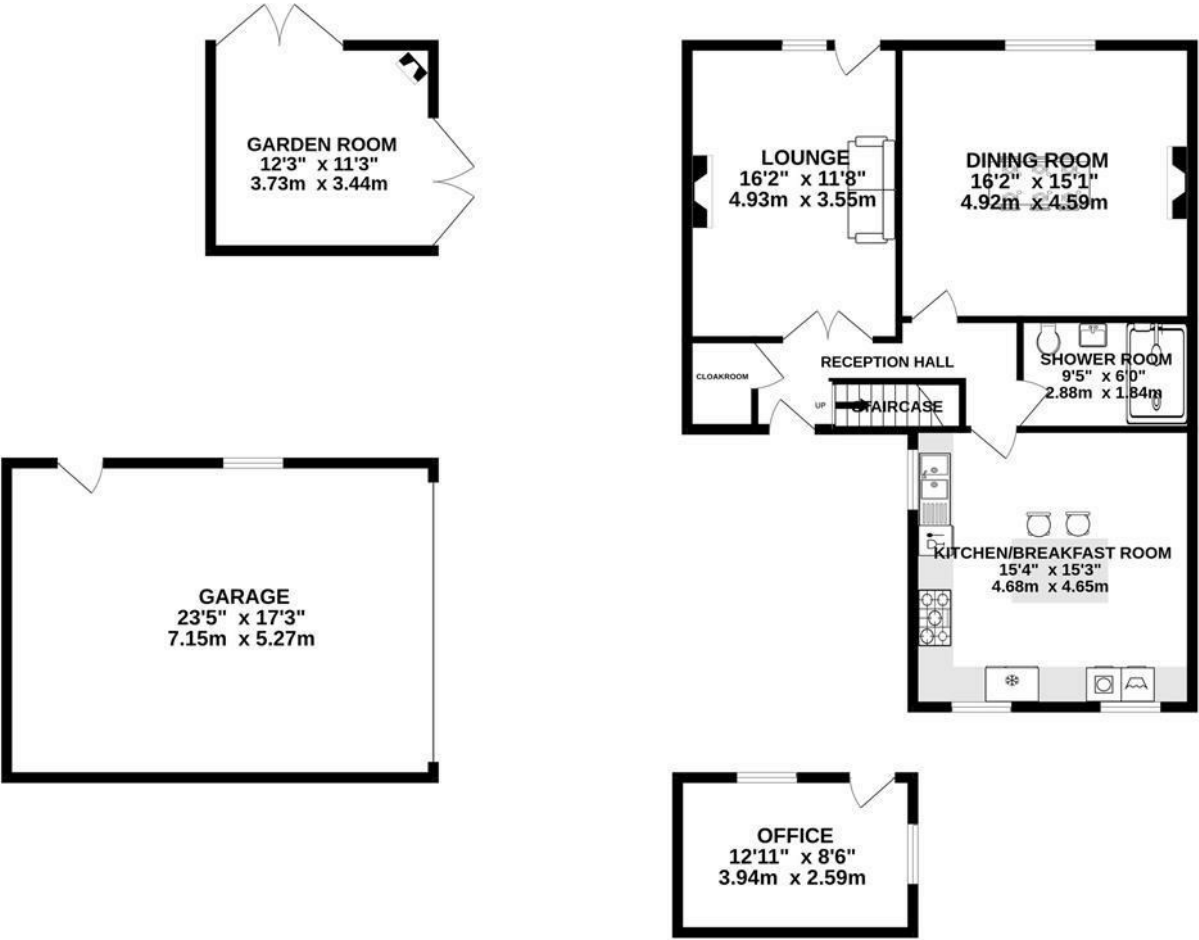 GARDEN ROOM
12'3" x 11'3"
3.73m x 3.44m
LOUNGE
16'2" x 11'8"
4.93m x 3.55m
DINING ROOM
16'2" x 15'1"
4.92m x 4.59m
CLOAKROOM
RECEPTION HALL
SHOWER ROOM
9'5" x 6'0"
2.88m x 1.84m
UP
STAIRCASE
KITCHEN/BREAKFAST ROOM
15'4" x 15'3"
4.68m x 4.65m
GARAGE
23'5" x 17'3"
7.15m x 5.27m
OFFICE
12'11" x 8'6"
3.94m x 2.59m